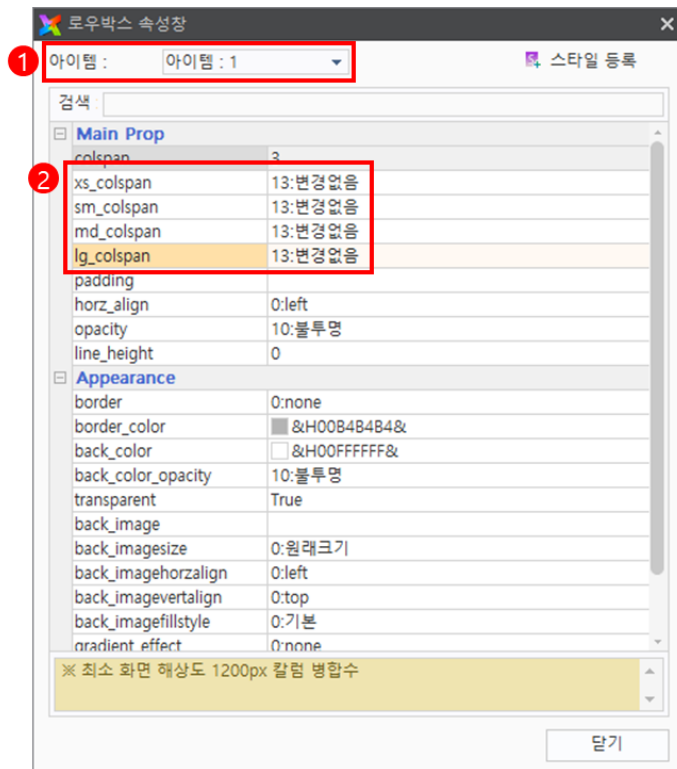 로우박스 속성창
1 아이템 : 아이템 : 1 스타일 등록
검색
Main Prop
colspan 3
2
xs_colspan 13:변경없음
sm_colspan 13:변경없음
md_colspan 13:변경없음
lg_colspan 13:변경없음
padding
horz_align 0:left
opacity 10:불투명
line_height 0
Appearance
border 0:none
border_color &H00B4B4B4&
back_color &H00FFFFFF&
back_color_opacity 10:불투명
transparent True
back_image
back_imagesize 0:원래크기
back_imagehorzalign 0:left
back_imagevertalign 0:top
back_imagefillstyle 0:기본
gradient_effect 0:none
※ 최소 화면 해상도 1200px 칼럼 병합수
닫기